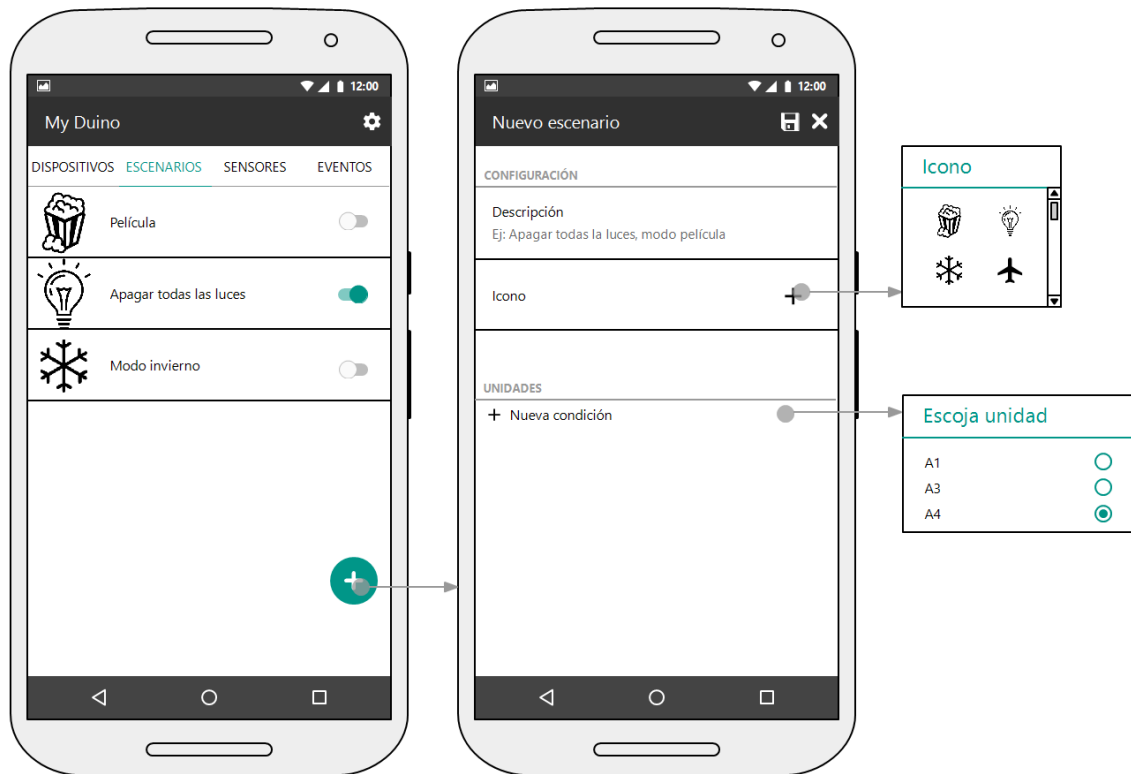 12:00
My Duino
DISPOSITIVOS ESCENARIOS SENSORES EVENTOS
Película
Apagar todas las luces
Modo invierno
12:00
Nuevo escenario
CONFIGURACIÓN
Descripción
Ej: Apagar todas la luces, modo película
Icono
UNIDADES
+ Nueva condición
Icono
Escoja unidad
A1
A3
A4